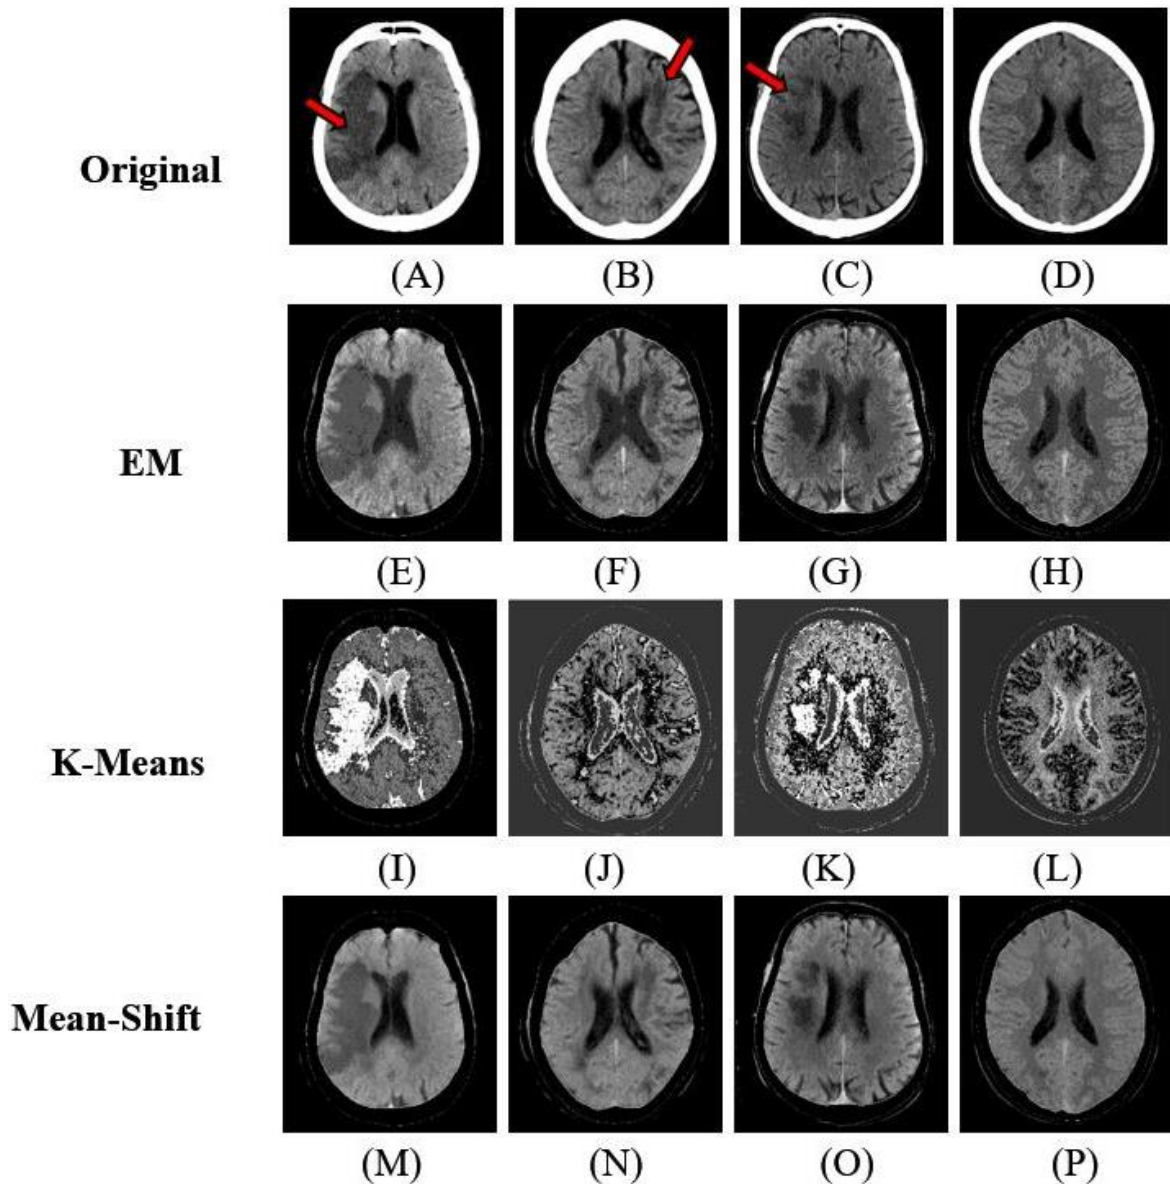 Original
(A) (B) (C) (D)
EM
(E) (F) (G) (H)
K-Means
(I) (J) (K) (L)
Mean-Shift
(M) (N) (O) (P)